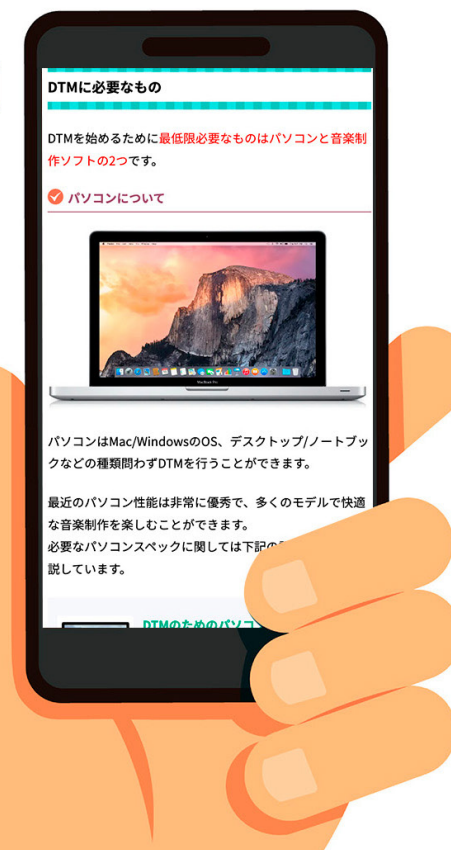 DTMに必要なもの
DTMを始めるために最低限必要なものはパソコンと音楽制
作ソフトの2つです。
パソコンについて
MacBook Pro
パソコンはMac/WindowsのOS、デスクトップ/ノートブッ
クなどの種類問わずDTMを行うことができます。
最近のパソコン性能は非常に優秀で、多くのモデルで快適
な音楽制作を楽しむことができます。
必要なパソコンスペックに関しては下記の
説しています。
DTMのためのパソコ